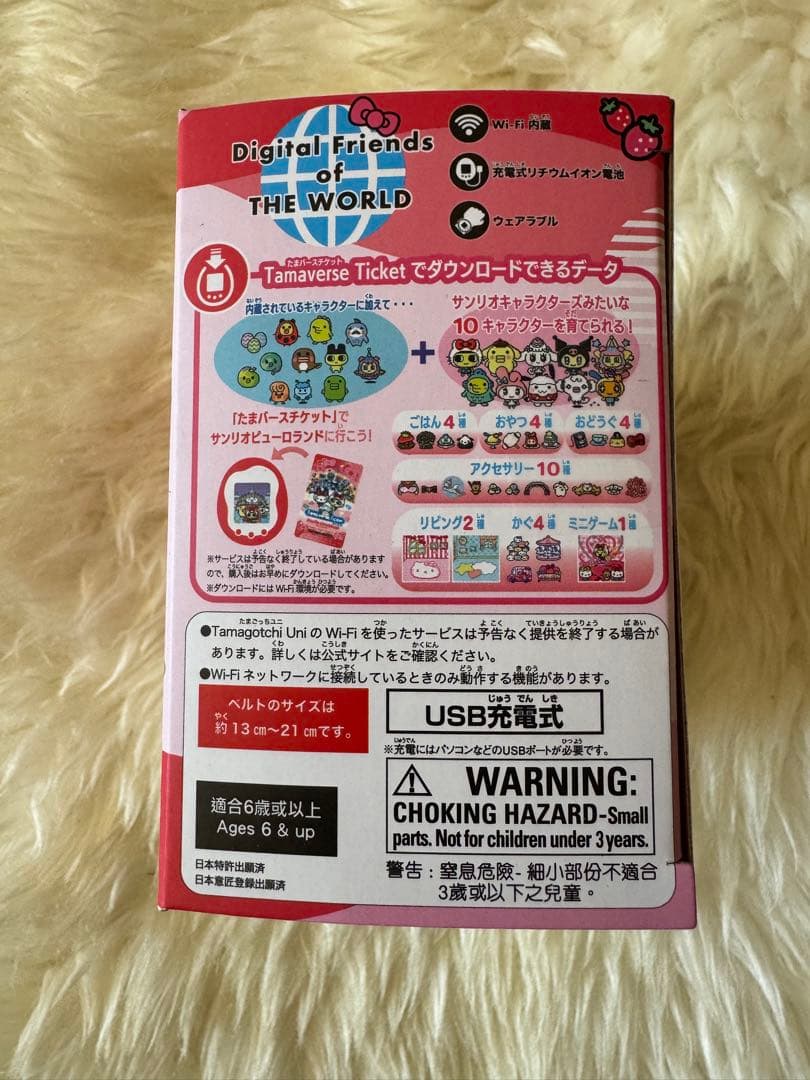 Digital Friends
of
THE WORLD
Wi-Fi 内蔵
充電式リチウムイオン電池
ウェアラブル
Tamaverse Ticket でダウンロードできるデータ
内蔵されているキャラクターに加えて・・・
サンリオキャラクターズみたいな
10 キャラクターを育てられる!
+
「たまバースチケット」で
サンリオピューロランドに行こう!
ごはん4種
おやつ4種
おどうぐ4種
アクセサリー10種
リビング2種
かぐ4種
ミニゲーム1種
※サービスは予告なく終了している場合があります
ので、購入後はお早めにダウンロードしてください。
※ダウンロードにはWi-Fi環境が必要です。
●Tamagotchi Uni の Wi-Fi を使ったサービスは予告なく提供を終了する場合が
あります。詳しくは公式サイトをご確認ください。
●Wi-Fi ネットワークに接続しているときのみ動作する機能があります。
ベルトのサイズは
約13㎝~21㎝です。
USB充電式
※充電にはパソコンなどのUSBポートが必要です。
適合6歲或以上
Ages 6 & up
WARNING:
CHOKING HAZARD-Small
parts. Not for children under 3 years.
日本特許出願済
日本意匠登録出願済
警告:窒息危險-細小部份不適合
3歲或以下之兒童。